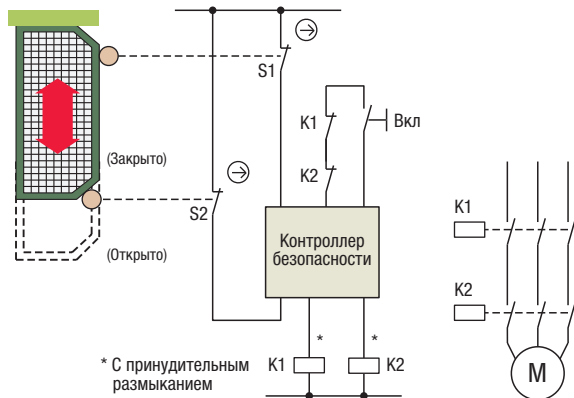 S1
K1
Вкл
(Закрыто)
K2
K1
S2
Контроллер
безопасности
(Открыто)
K2
*
*
* С принудительным
размыканием
K1
K2
M